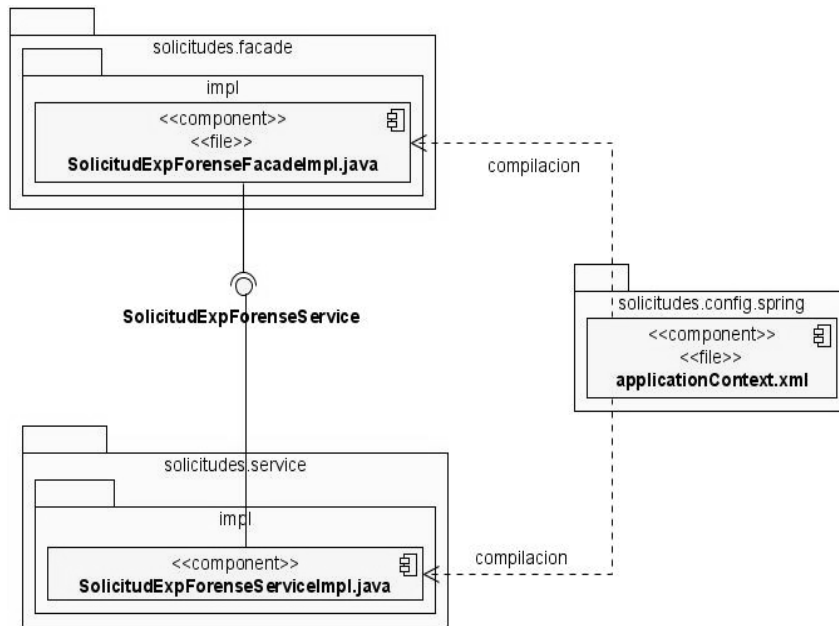 solicitudes.facade
impl
<<component>>
<<file>>
SolicitudExpForenseFacadeImpl.java
compilacion
SolicitudExpForenseService
solicitudes.config.spring
<<component>>
<<file>>
applicationContext.xml
solicitudes.service
impl
<<component>>
SolicitudExpForenseServiceImpl.java
compilacion